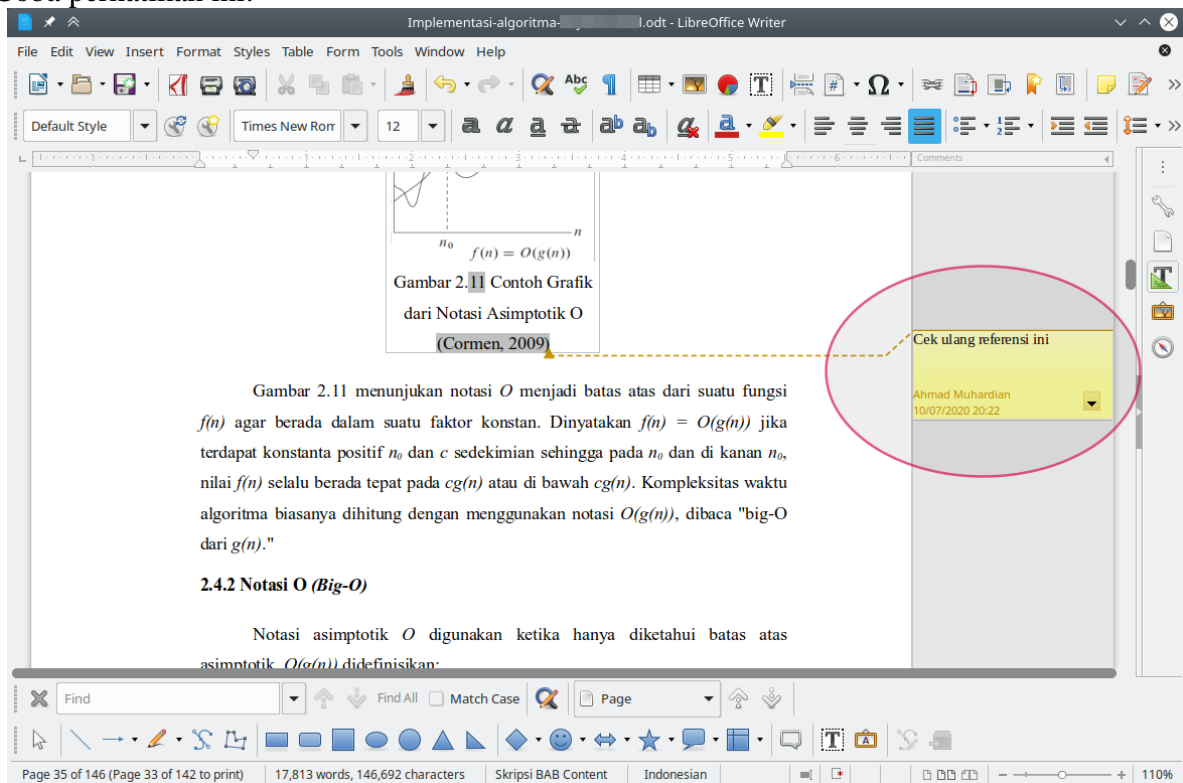 Coba perhatikan ini:
Implementasi-algoritma- l.odt - LibreOffice Writer
File Edit View Insert Format Styles Table Form Tools Window Help
Default Style Times New Rom 12
Comments
n
n0
f(n) = O(g(n))
Gambar 2.11 Contoh Grafik
dari Notasi Asimptotik O
(Cormen, 2009)
Cek ulang referensi ini
Ahmad Muhardian
10/07/2020 20:22
Gambar 2.11 menunjukan notasi O menjadi batas atas dari suatu fungsi
f(n) agar berada dalam suatu faktor konstan. Dinyatakan f(n) = O(g(n)) jika
terdapat konstanta positif n0 dan c sedekimian sehingga pada n0 dan di kanan n0,
nilai f(n) selalu berada tepat pada cg(n) atau di bawah cg(n). Kompleksitas waktu
algoritma biasanya dihitung dengan menggunakan notasi O(g(n)), dibaca "big-O
dari g(n)."
2.4.2 Notasi O (Big-O)
Notasi asimptotik O digunakan ketika hanya diketahui batas atas
asimptotik. O(g(n)) didefinisikan:
Find Find All Match Case Page
Page 35 of 146 (Page 33 of 142 to print) 17,813 words, 146,692 characters Skripsi BAB Content Indonesian 110%